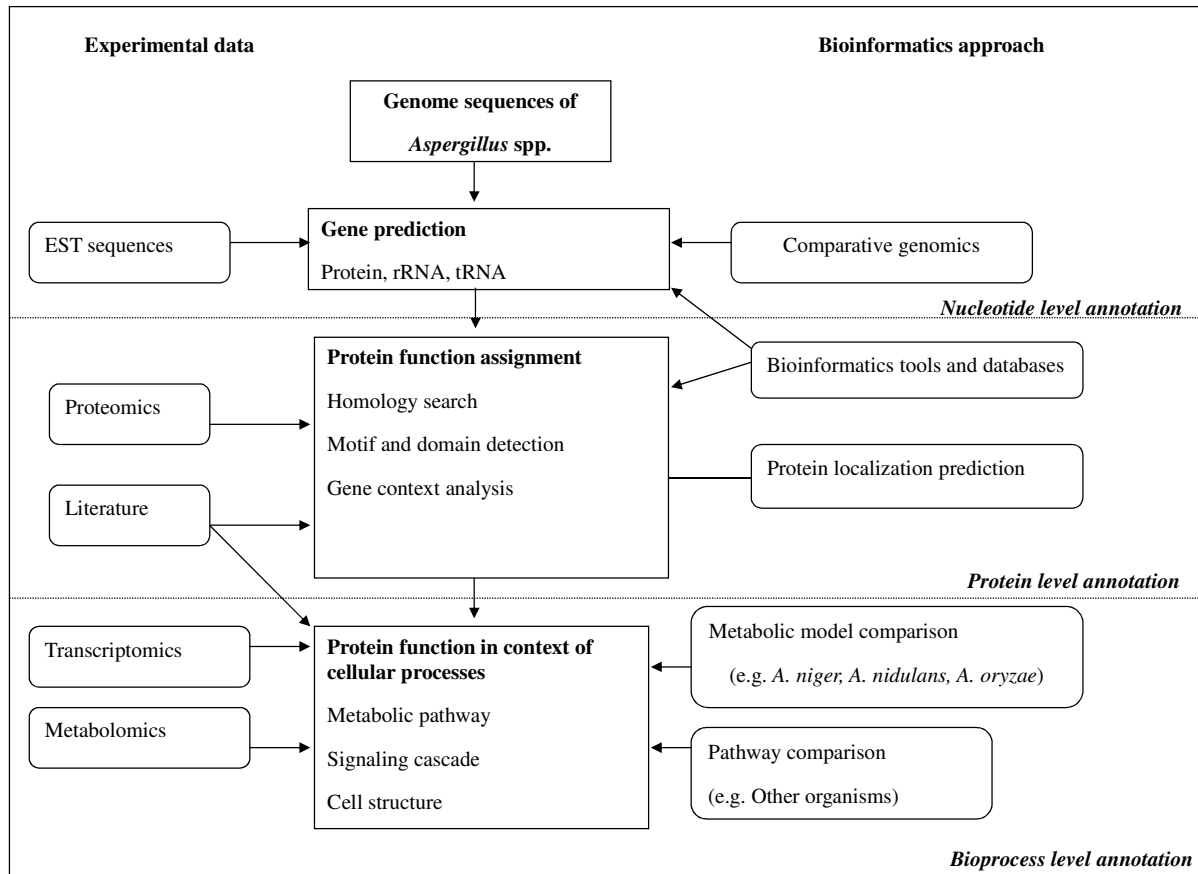 Experimental data
Bioinformatics approach
Genome sequences of
Aspergillus spp.
EST sequences
Gene prediction
Protein, rRNA, tRNA
Comparative genomics
Nucleotide level annotation
Protein function assignment
Homology search
Motif and domain detection
Gene context analysis
Bioinformatics tools and databases
Proteomics
Protein localization prediction
Literature
Protein level annotation
Transcriptomics
Metabolomics
Protein function in context of
cellular processes
Metabolic pathway
Signaling cascade
Cell structure
Metabolic model comparison
(e.g. A. niger, A. nidulans, A. oryzae)
Pathway comparison
(e.g. Other organisms)
Bioprocess level annotation